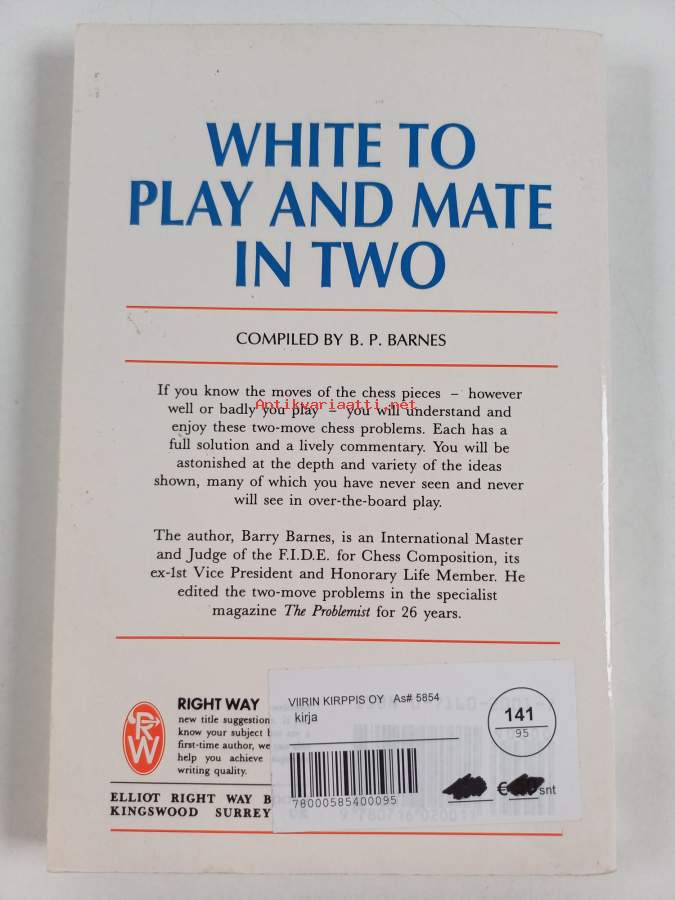 WHITE TO
PLAY AND MATE
IN TWO
COMPILED BY B. P. BARNES
If you know the moves of the chess pieces – however
well or badly you play – you will understand and
Antikvariaatti.net
enjoy these two-move chess problems. Each has a
full solution and a lively commentary. You will be
astonished at the depth and variety of the ideas
shown, many of which you have never seen and never
will see in over-the-board play.
The author, Barry Barnes, is an International Master
and Judge of the F.I.D.E. for Chess Composition, its
ex-1st Vice President and Honorary Life Member. He
edited the two-move problems in the specialist
magazine The Problemist for 26 years.
RW
RIGHT WAY
new title suggestion
know your subject
first-time author, we
help you achieve
writing quality.
ELLIOT RIGHT WAY B
KINGSWOOD SURREY
VIIRIN KIRPPIS OY As# 5854
kirja
141
95
78000585400095
€ snt
9 780716 02001